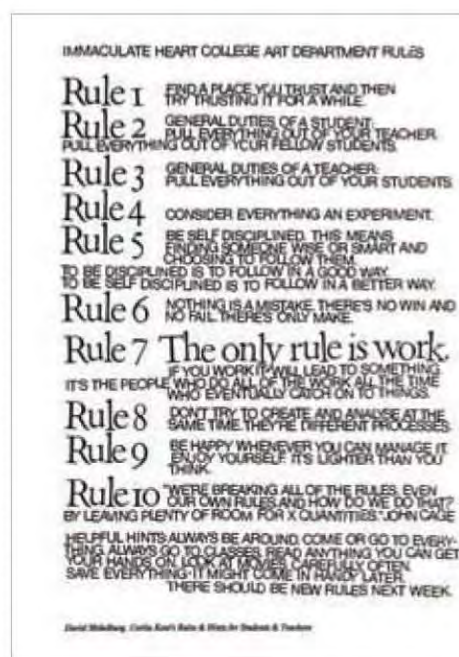 IMMACULATE HEART COLLEGE ART DEPARTMENT RULES
Rule 1 FIND A PLACE YOU TRUST AND THEN
TRY TRUSTING IT FOR A WHILE.
Rule 2 GENERAL DUTIES OF A STUDENT:
PULL EVERYTHING OUT OF YOUR TEACHER.
PULL EVERYTHING OUT OF YOUR FELLOW STUDENTS.
Rule 3 GENERAL DUTIES OF A TEACHER:
PULL EVERYTHING OUT OF YOUR STUDENTS.
Rule 4 CONSIDER EVERYTHING AN EXPERIMENT.
Rule 5 BE SELF DISCIPLINED. THIS MEANS
FINDING SOMEONE WISE OR SMART AND
CHOOSING TO FOLLOW THEM.
TO BE DISCIPLINED IS TO FOLLOW IN A GOOD WAY.
TO BE SELF DISCIPLINED IS TO FOLLOW IN A BETTER WAY.
Rule 6 NOTHING IS A MISTAKE. THERE'S NO WIN AND
NO FAIL. THERE'S ONLY MAKE.
Rule 7 The only rule is work.
IF YOU WORK IT WILL LEAD TO SOMETHING.
IT'S THE PEOPLE WHO DO ALL OF THE WORK ALL THE TIME
WHO EVENTUALLY CATCH ON TO THINGS.
Rule 8 DON'T TRY TO CREATE AND ANALYSE AT THE
SAME TIME. THEY'RE DIFFERENT PROCESSES.
Rule 9 BE HAPPY WHENEVER YOU CAN MANAGE IT.
ENJOY YOURSELF. IT'S LIGHTER THAN YOU
THINK.
Rule 10 "WE'RE BREAKING ALL OF THE RULES. EVEN
OUR OWN RULES. AND HOW DO WE DO THAT?
BY LEAVING PLENTY OF ROOM FOR X QUANTITIES." JOHN CAGE
HELPFUL HINTS: ALWAYS BE AROUND. COME OR GO TO EVERY-
THING. ALWAYS GO TO CLASSES. READ ANYTHING YOU CAN GET
YOUR HANDS ON. LOOK AT MOVIES CAREFULLY, OFTEN.
SAVE EVERYTHING-IT MIGHT COME IN HANDY LATER.
THERE SHOULD BE NEW RULES NEXT WEEK.
David Mekelburg, Corita Kent's Rules & Hints for Students & Teachers